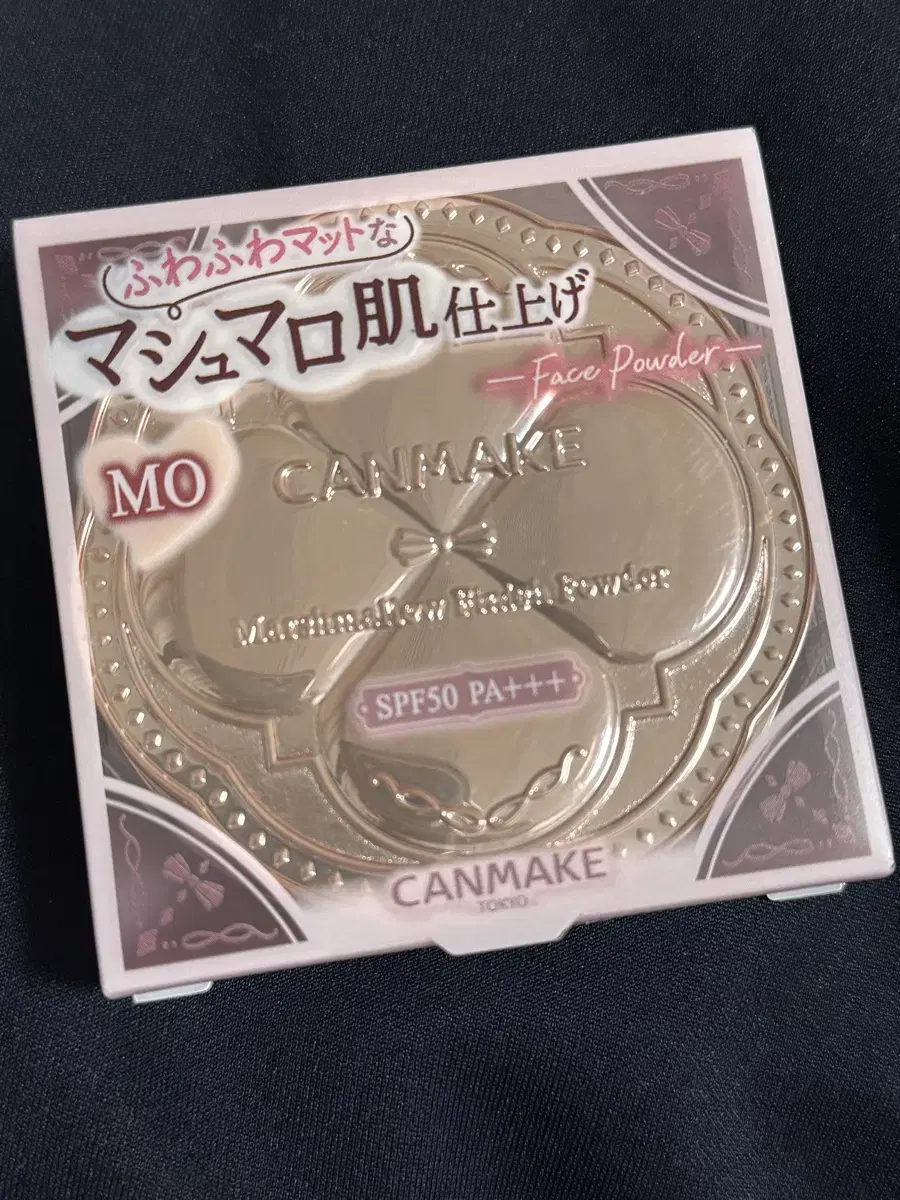 ふわふわマットな
マシュマロ肌仕上げ
Face Powder
MO
CANMAKE
Marshmallow Finish Powder
SPF50 PA+++
CANMAKE
TOKYO